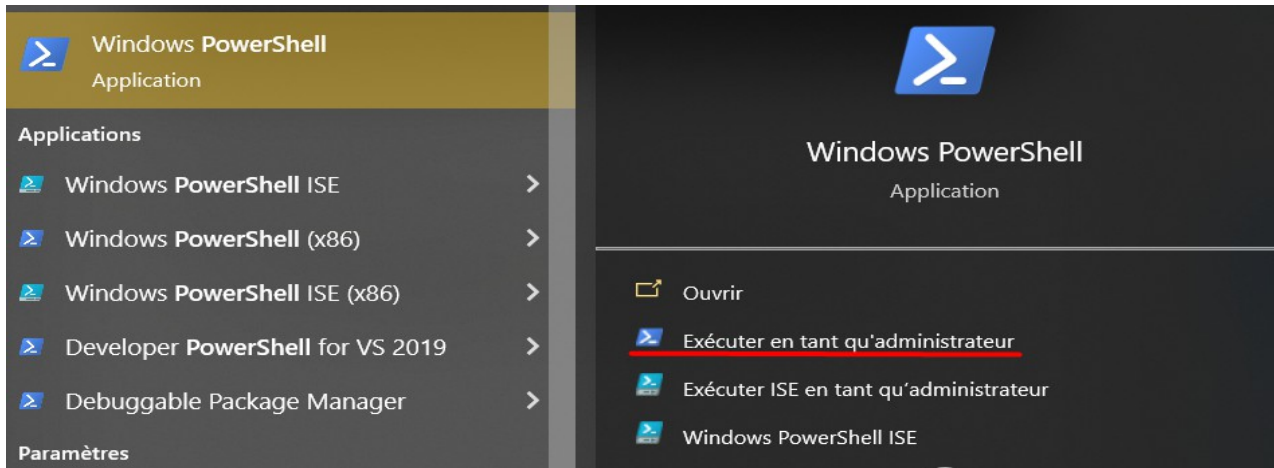 Windows PowerShell
Application
Applications
Windows PowerShell ISE
Windows PowerShell (x86)
Windows PowerShell ISE (x86)
Developer PowerShell for VS 2019
Debuggable Package Manager
Paramètres
Windows PowerShell
Application
Ouvrir
Exécuter en tant qu'administrateur
Exécuter ISE en tant qu'administrateur
Windows PowerShell ISE